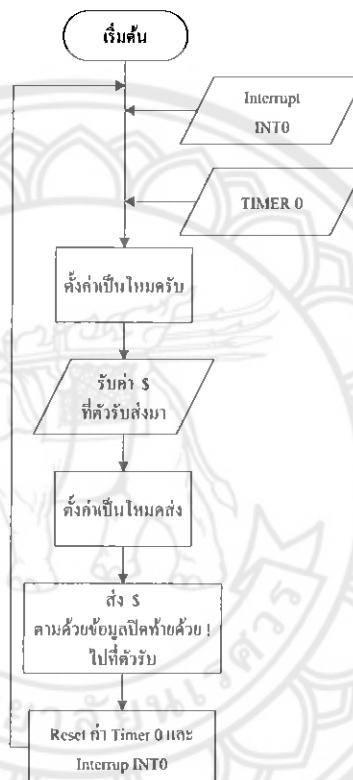 เริ่มต้น
Interrupt
INT0
TIMER 0
ตั้งค่าเป็นโหมครับ
รับค่า $
ที่ตัวรับส่งมา
ตั้งค่าเป็นโหมดส่ง
ส่ง $
ตามด้วยข้อมูลปิดท้ายด้วย !
ไปที่ตัวรับ
Reset ค่า Timer 0 และ
Interrup INT0